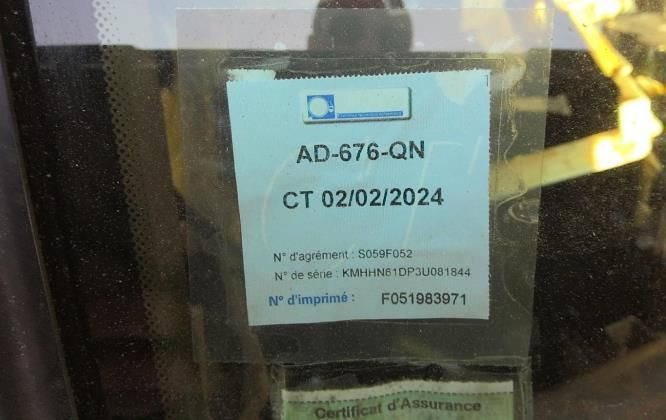 AD-676-QN
CT 02/02/2024
N° d'agrément : S059F052
N° de série : KMHHN61DP3U081844
N° d'imprimé : F051983971
Certificat d'Assurance